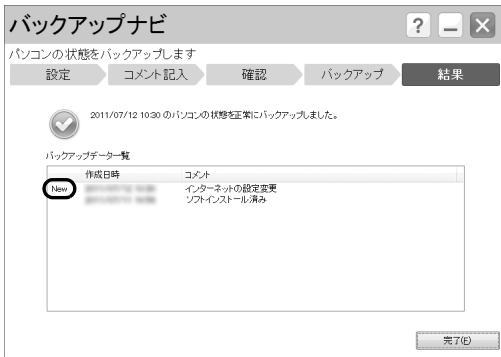 バックアップナビ
?
パソコンの状態をバックアップします
設定 コメント記入 確認 バックアップ 結果
2011/07/12 10:30 のパソコンの状態を正常にバックアップしました。
バックアップデータ一覧
作成日時 コメント
New インターネットの設定変更
ソフトインストール済み
完了(F)